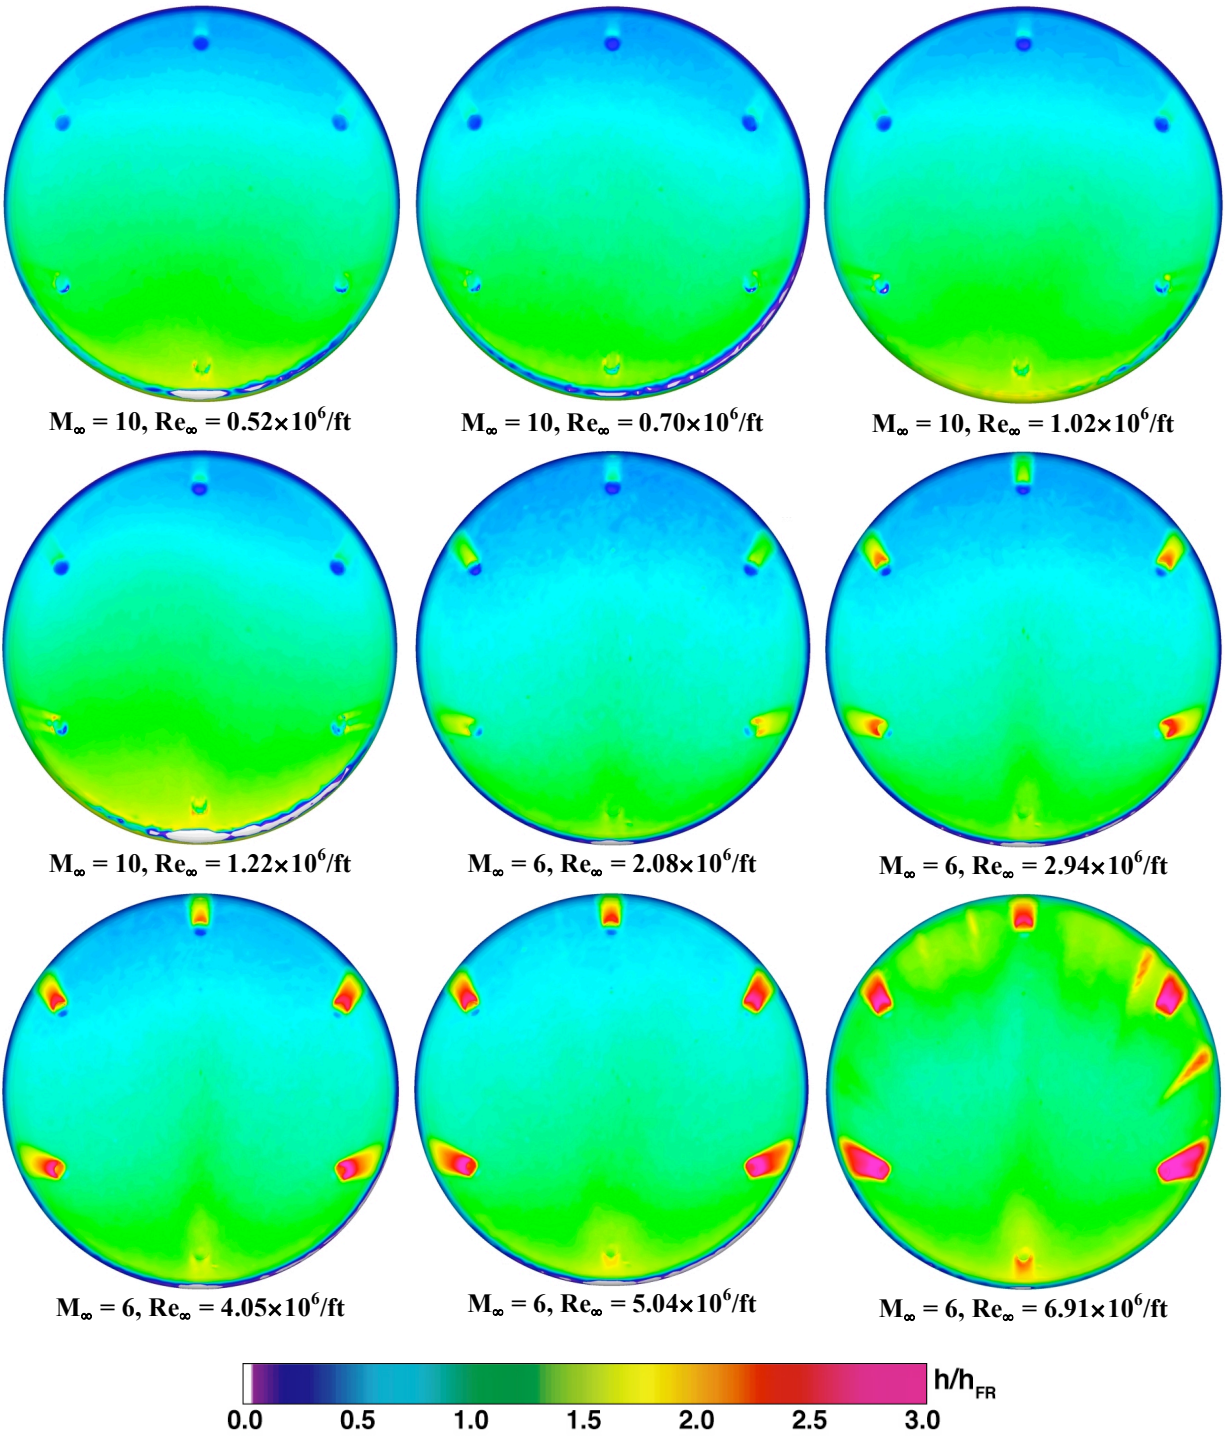 M∞ = 10, Re∞ = 0.52×10⁶/ft
M∞ = 10, Re∞ = 0.70×10⁶/ft
M∞ = 10, Re∞ = 1.02×10⁶/ft
M∞ = 10, Re∞ = 1.22×10⁶/ft
M∞ = 6, Re∞ = 2.08×10⁶/ft
M∞ = 6, Re∞ = 2.94×10⁶/ft
M∞ = 6, Re∞ = 4.05×10⁶/ft
M∞ = 6, Re∞ = 5.04×10⁶/ft
M∞ = 6, Re∞ = 6.91×10⁶/ft
h/hFR
0.0 0.5 1.0 1.5 2.0 2.5 3.0